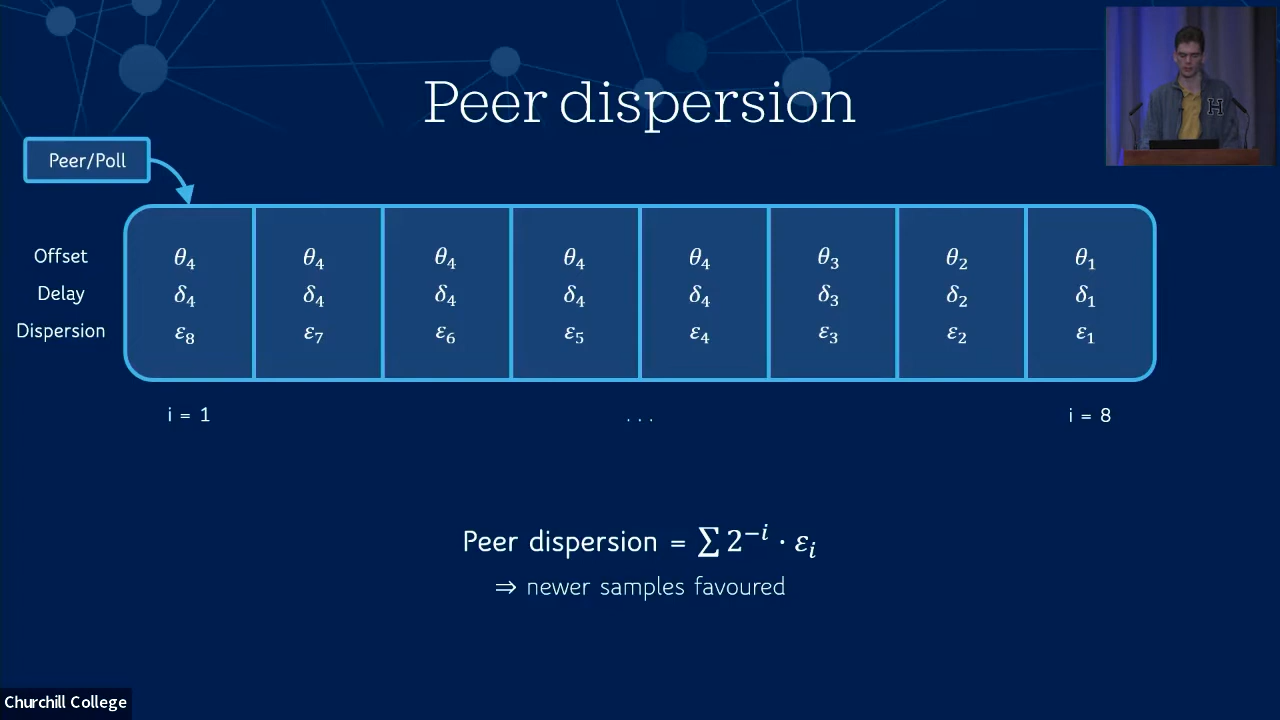 Peer dispersion
H
Peer/Poll
Offset θ₄ θ₄ θ₄ θ₄ θ₄ θ₃ θ₂ θ₁
Delay δ₄ δ₄ δ₄ δ₄ δ₄ δ₃ δ₂ δ₁
Dispersion ε₈ ε₇ ε₆ ε₅ ε₄ ε₃ ε₂ ε₁
i = 1 . . . i = 8
Peer dispersion = ∑ 2⁻ⁱ · εᵢ
⇒ newer samples favoured
Churchill College